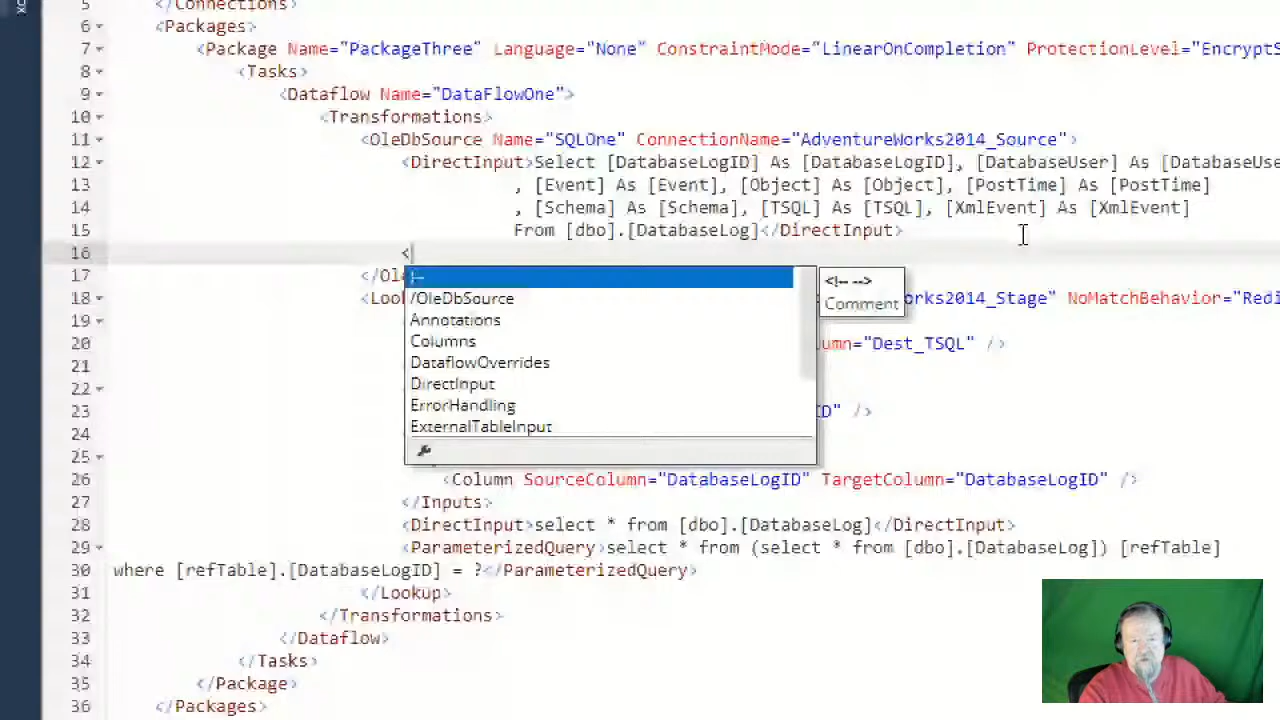 5 </Connections>
6 <Packages>
7 <Package Name="PackageThree" Language="None" ConstraintMode="LinearOnCompletion" ProtectionLevel="EncryptS
8 <Tasks>
9 <Dataflow Name="DataFlowOne">
10 <Transformations>
11 <OleDbSource Name="SQLOne" ConnectionName="AdventureWorks2014_Source">
12 <DirectInput>Select [DatabaseLogID] As [DatabaseLogID], [DatabaseUser] As [DatabaseUse
13 , [Event] As [Event], [Object] As [Object], [PostTime] As [PostTime]
14 , [Schema] As [Schema], [TSQL] As [TSQL], [XmlEvent] As [XmlEvent]
15 From [dbo].[DatabaseLog]</DirectInput>
16 <
17 </Ole
!--
<!-- -->
18 <Loo
/OleDbSource
Comment
orks2014_Stage" NoMatchBehavior="Redi
19
Annotations
20
Columns
umn="Dest_TSQL" />
21
DataflowOverrides
22
DirectInput
23
ErrorHandling
D" />
24
ExternalTableInput
25
26 <Column SourceColumn="DatabaseLogID" TargetColumn="DatabaseLogID" />
27 </Inputs>
28 <DirectInput>select * from [dbo].[DatabaseLog]</DirectInput>
29 <ParameterizedQuery>select * from (select * from [dbo].[DatabaseLog]) [refTable]
30 where [refTable].[DatabaseLogID] = ?</ParameterizedQuery>
31 </Lookup>
32 </Transformations>
33 </Dataflow>
34 </Tasks>
35 </Package>
36 </Packages>